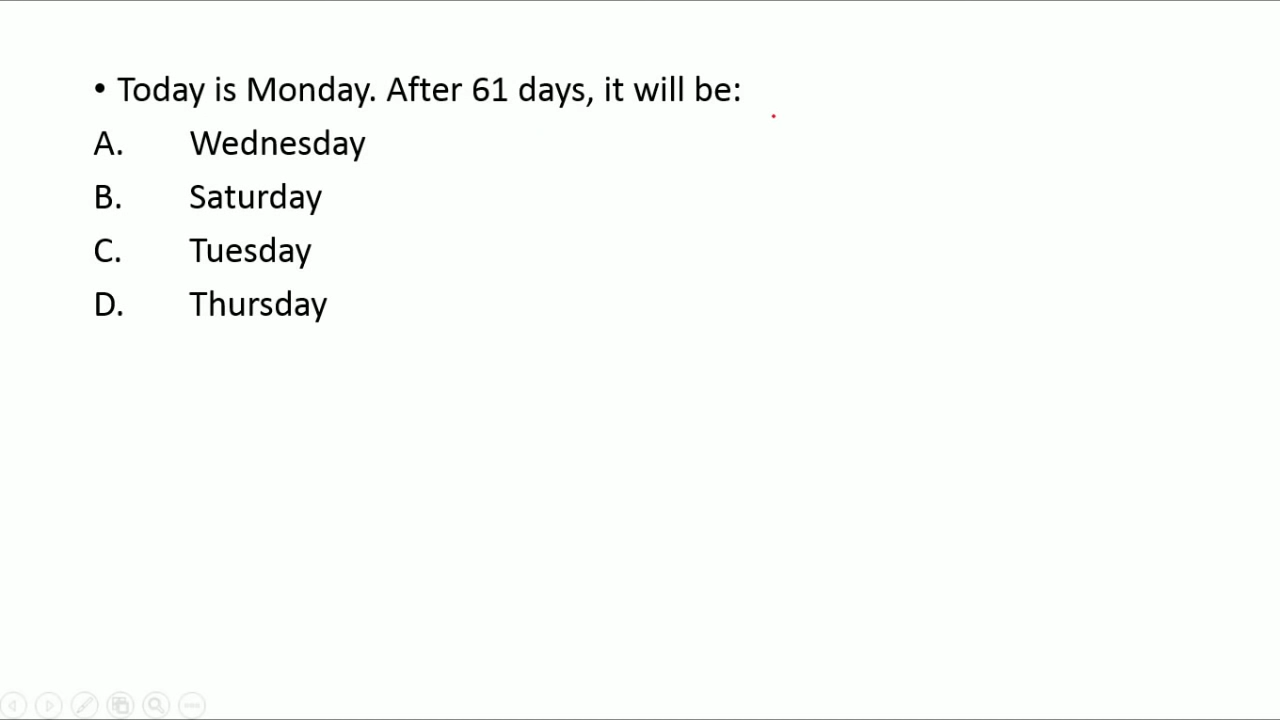 • Today is Monday. After 61 days, it will be:
A. Wednesday
B. Saturday
C. Tuesday
D. Thursday